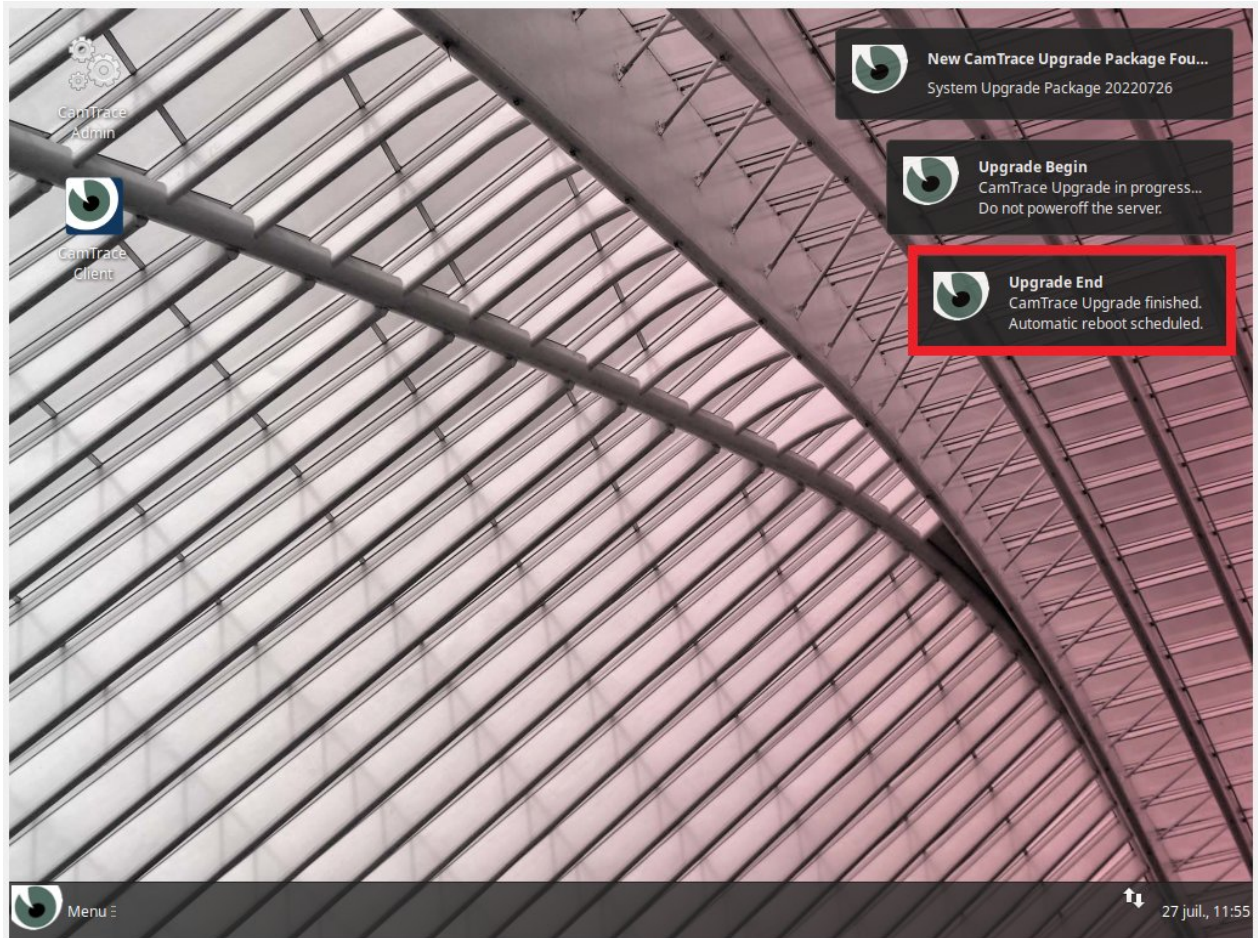 CamTrace
Admin
CamTrace
Client
New CamTrace Upgrade Package Fou...
System Upgrade Package 20220726
Upgrade Begin
CamTrace Upgrade in progress...
Do not poweroff the server.
Upgrade End
CamTrace Upgrade finished.
Automatic reboot scheduled.
Menu
27 juil., 11:55